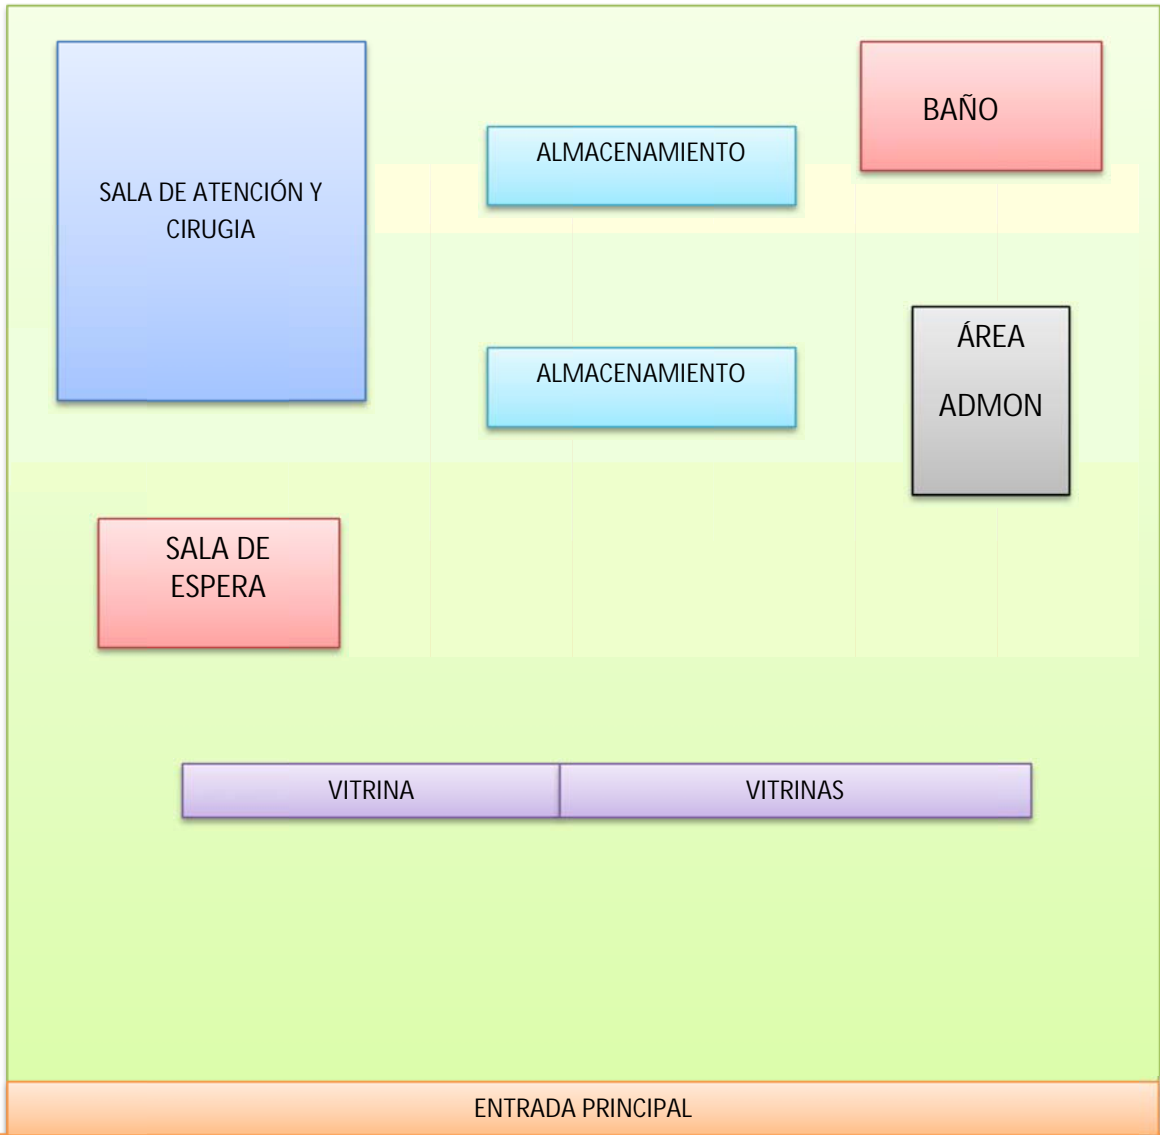 BAÑO
ALMACENAMIENTO
SALA DE ATENCIÓN Y
CIRUGIA
ÁREA
ADMON
ALMACENAMIENTO
SALA DE
ESPERA
VITRINA
VITRINAS
ENTRADA PRINCIPAL